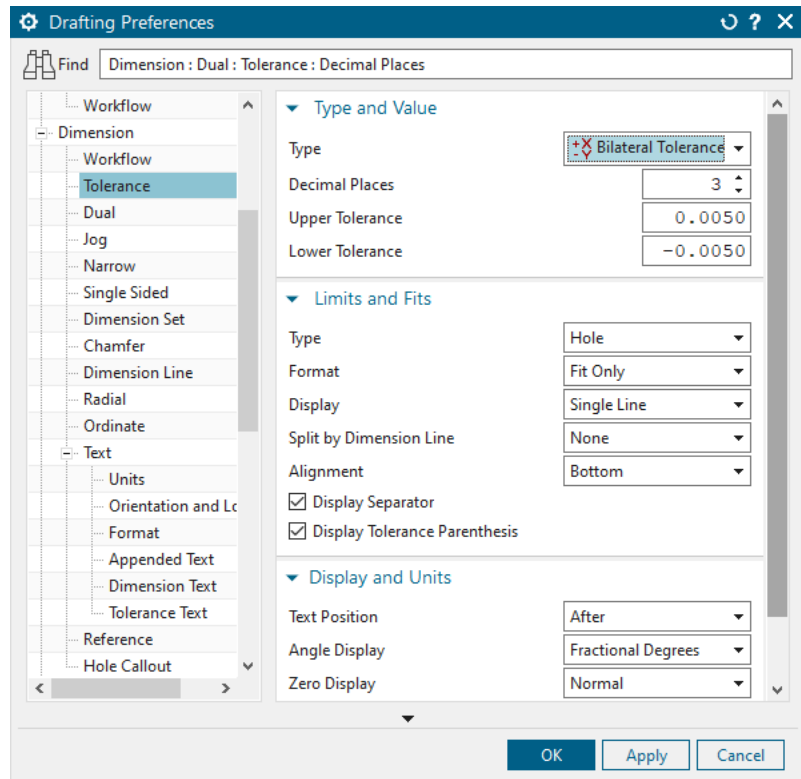 Drafting Preferences
Find Dimension : Dual : Tolerance : Decimal Places
Workflow
Dimension
Workflow
Tolerance
Dual
Jog
Narrow
Single Sided
Dimension Set
Chamfer
Dimension Line
Radial
Ordinate
Text
Units
Orientation and Lo
Format
Appended Text
Dimension Text
Tolerance Text
Reference
Hole Callout
Type and Value
Type +X -Y Bilateral Tolerance
Decimal Places 3
Upper Tolerance 0.0050
Lower Tolerance -0.0050
Limits and Fits
Type Hole
Format Fit Only
Display Single Line
Split by Dimension Line None
Alignment Bottom
Display Separator
Display Tolerance Parenthesis
Display and Units
Text Position After
Angle Display Fractional Degrees
Zero Display Normal
OK Apply Cancel